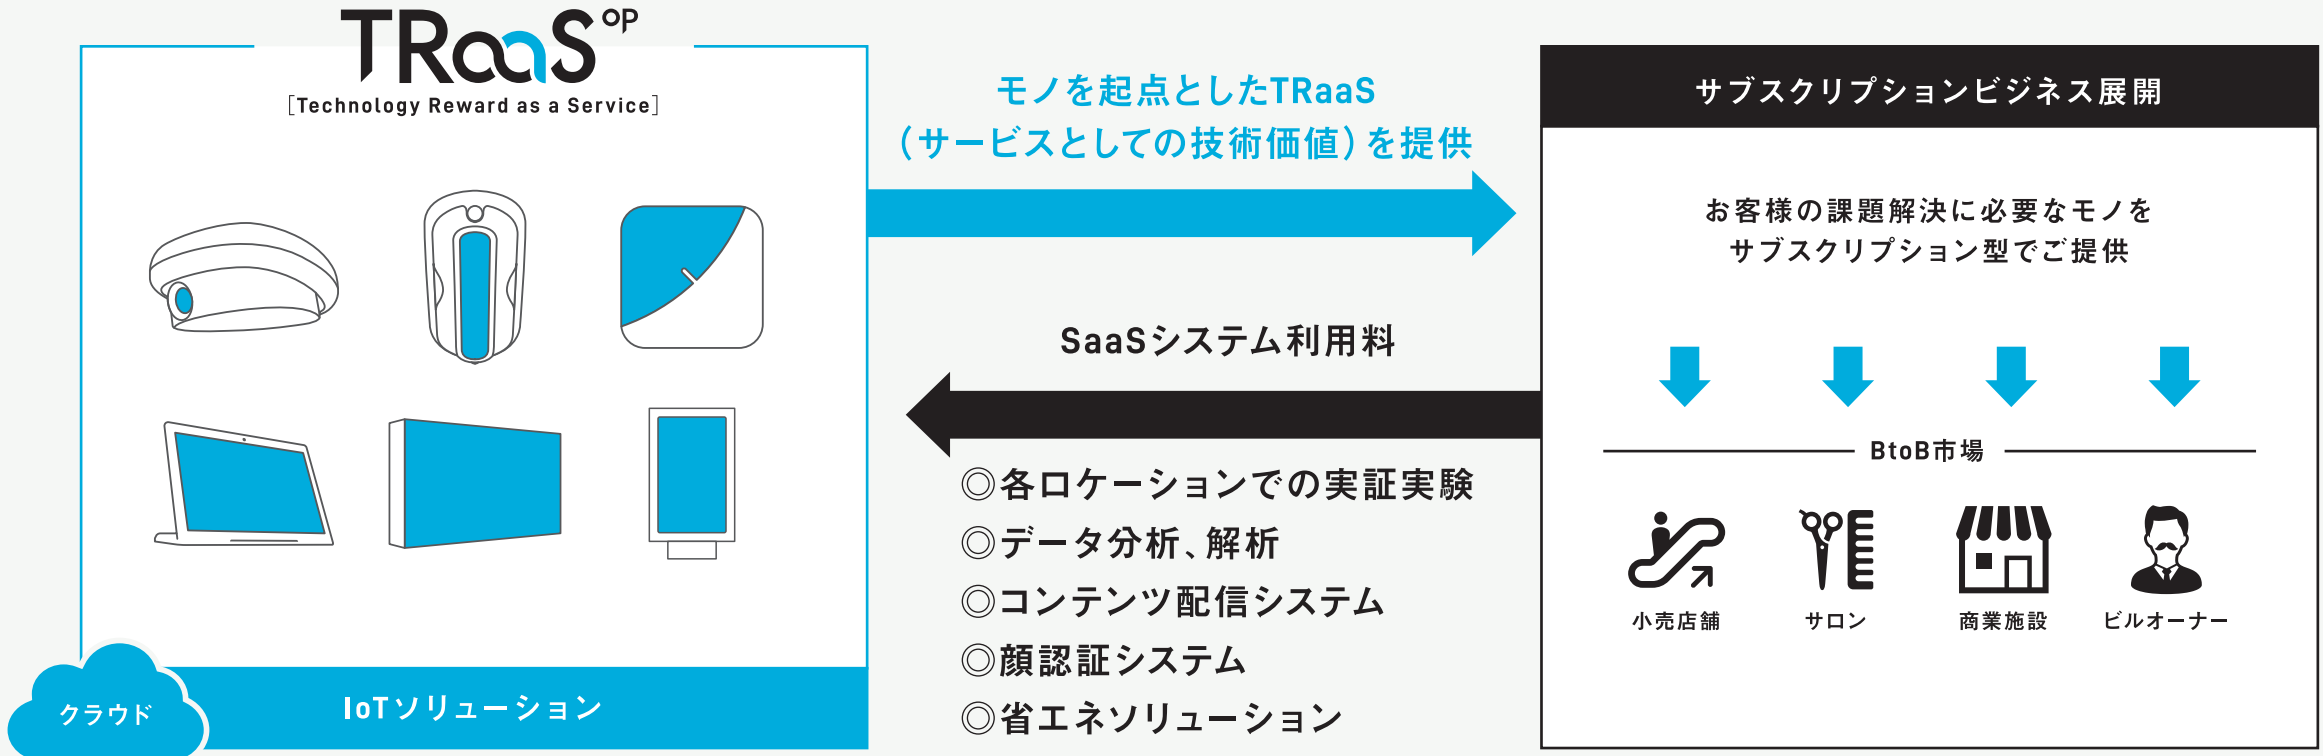 TRaaS OP
[Technology Reward as a Service]
クラウド
IoTソリューション
モノを起点としたTRaaS
（サービスとしての技術価値）を提供
SaaSシステム利用料
◎各ロケーションでの実証実験
◎データ分析、解析
◎コンテンツ配信システム
◎顔認証システム
◎省エネソリューション
サブスクリプションビジネス展開
お客様の課題解決に必要なモノを
サブスクリプション型でご提供
BtoB市場
小売店舗
サロン
商業施設
ビルオーナー